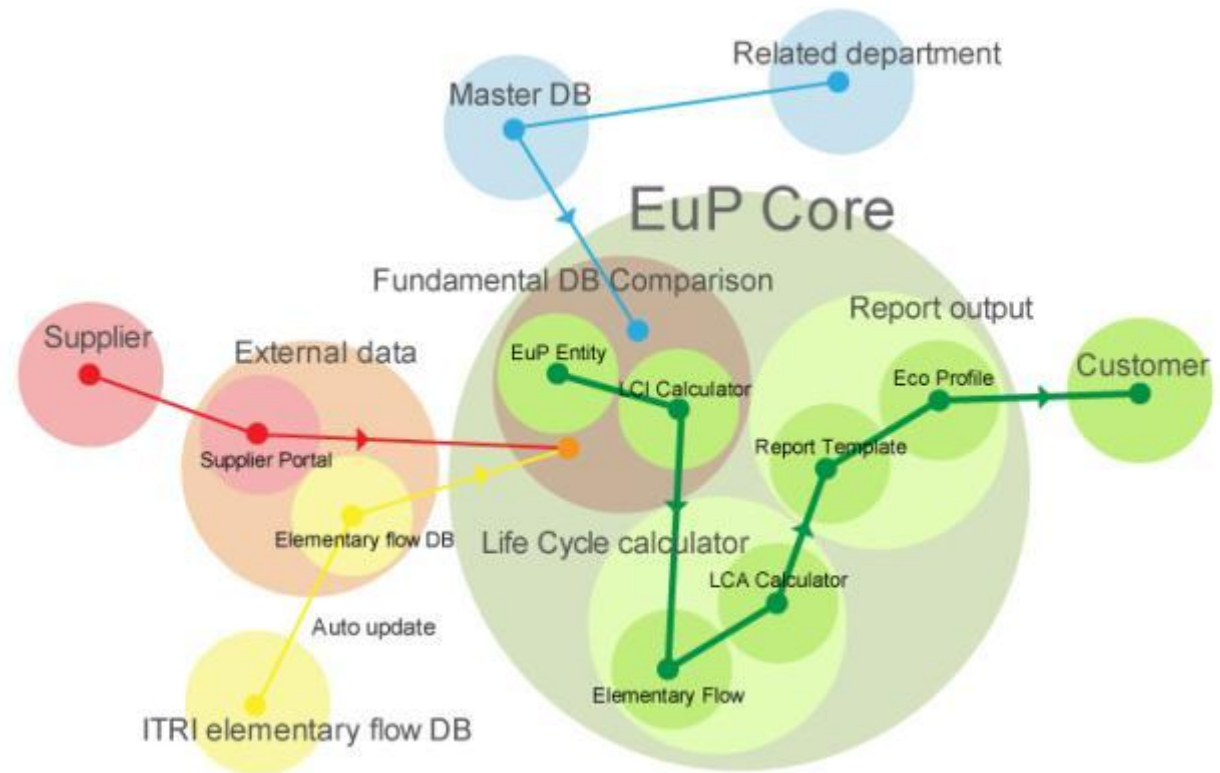 Related department
Master DB
EuP Core
Fundamental DB Comparison
Report output
Supplier
External data
EuP Entity
LCI Calculator
Eco Profile
Customer
Supplier Portal
Report Template
Elementary flow DB
Life Cycle calculator
LCA Calculator
Auto update
Elementary Flow
ITRI elementary flow DB